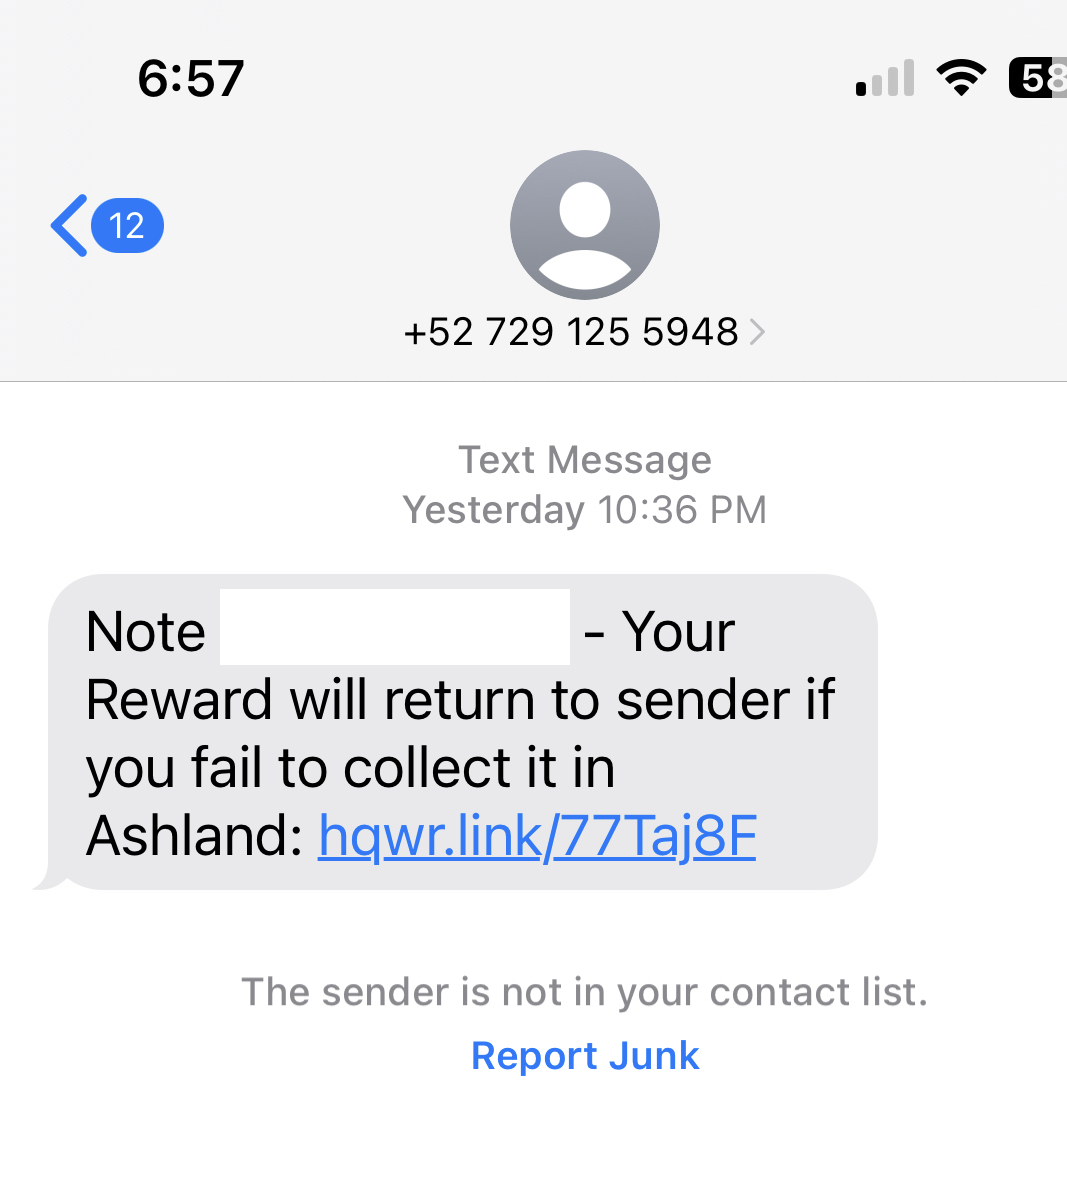 6:57
58
12
+52 729 125 5948
Text Message
Yesterday 10:36 PM
Note - Your
Reward will return to sender if
you fail to collect it in
Ashland: hqwr.link/77Taj8F
The sender is not in your contact list.
Report Junk